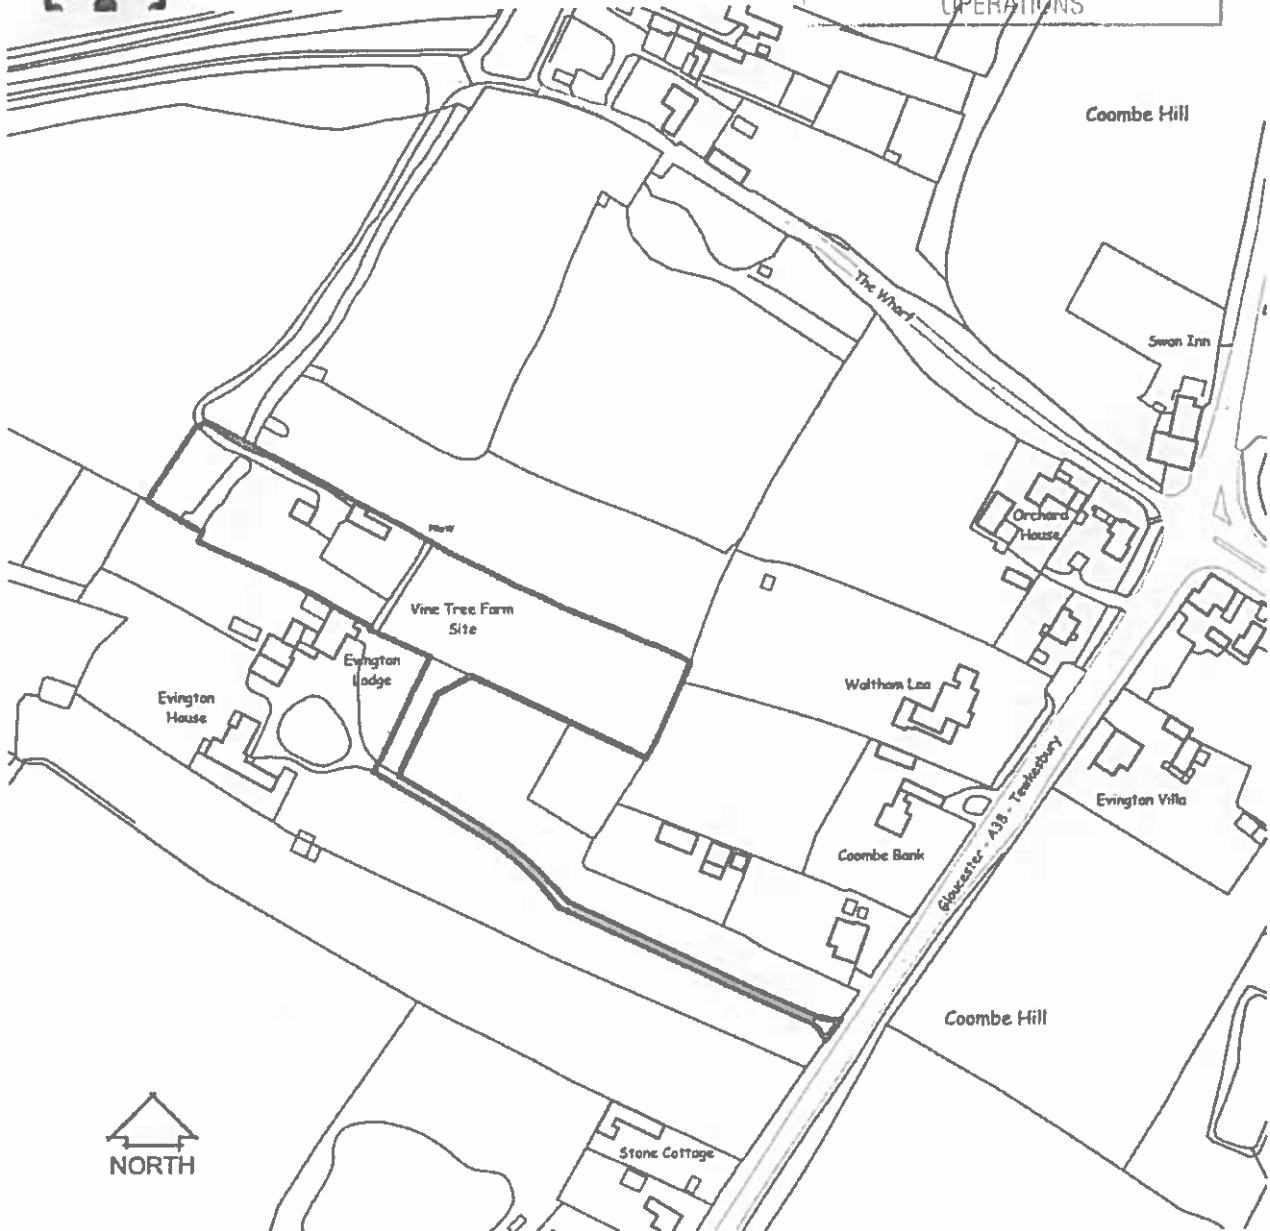 OPERATIONS
Coombe Hill
The Wharf
Swan Inn
Orchard
House
Vine Tree Farm
Site
Evington
Lodge
Evington
House
Waltham Lea
Evington Villa
Coombe Bank
Gloucester - A38 - Tewkesbury
Coombe Hill
NORTH
Stone Cottage